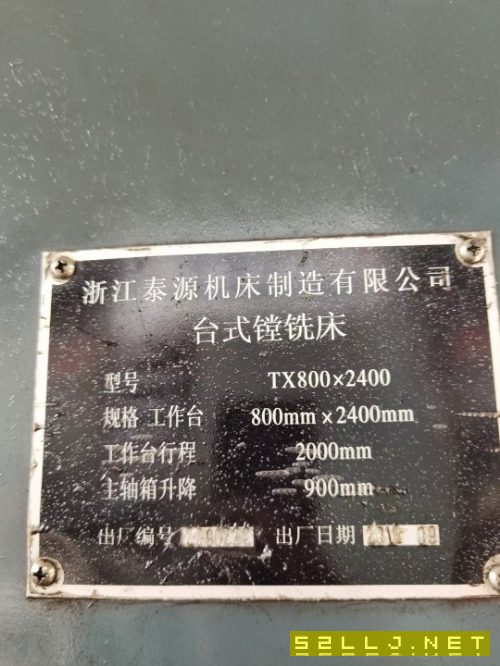 浙江泰源机床制造有限公司
台式镗铣床
型号 TX800×2400
规格 工作台 800mm×2400mm
工作台行程 2000mm
主轴箱升降 900mm
出厂编号 出厂日期
52LLJ.NET